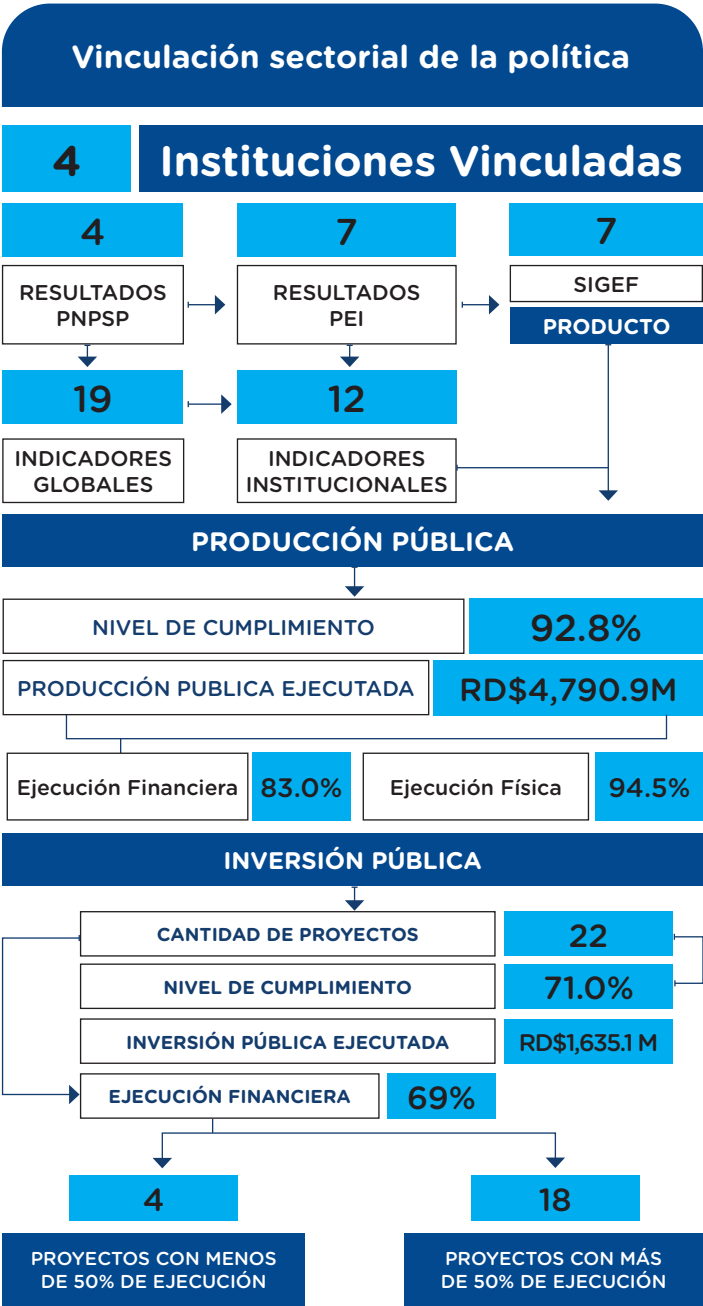 Vinculación sectorial de la política
4
Instituciones Vinculadas
4
7
7
RESULTADOS
PNPSP
RESULTADOS
PEI
SIGEF
PRODUCTO
19
12
INDICADORES
GLOBALES
INDICADORES
INSTITUCIONALES
PRODUCCIÓN PÚBLICA
NIVEL DE CUMPLIMIENTO
92.8%
PRODUCCIÓN PUBLICA EJECUTADA
RD$4,790.9M
Ejecución Financiera
83.0%
Ejecución Física
94.5%
INVERSIÓN PÚBLICA
CANTIDAD DE PROYECTOS
22
NIVEL DE CUMPLIMIENTO
71.0%
INVERSIÓN PÚBLICA EJECUTADA
RD$1,635.1 M
EJECUCIÓN FINANCIERA
69%
4
18
PROYECTOS CON MENOS
DE 50% DE EJECUCIÓN
PROYECTOS CON MÁS
DE 50% DE EJECUCIÓN